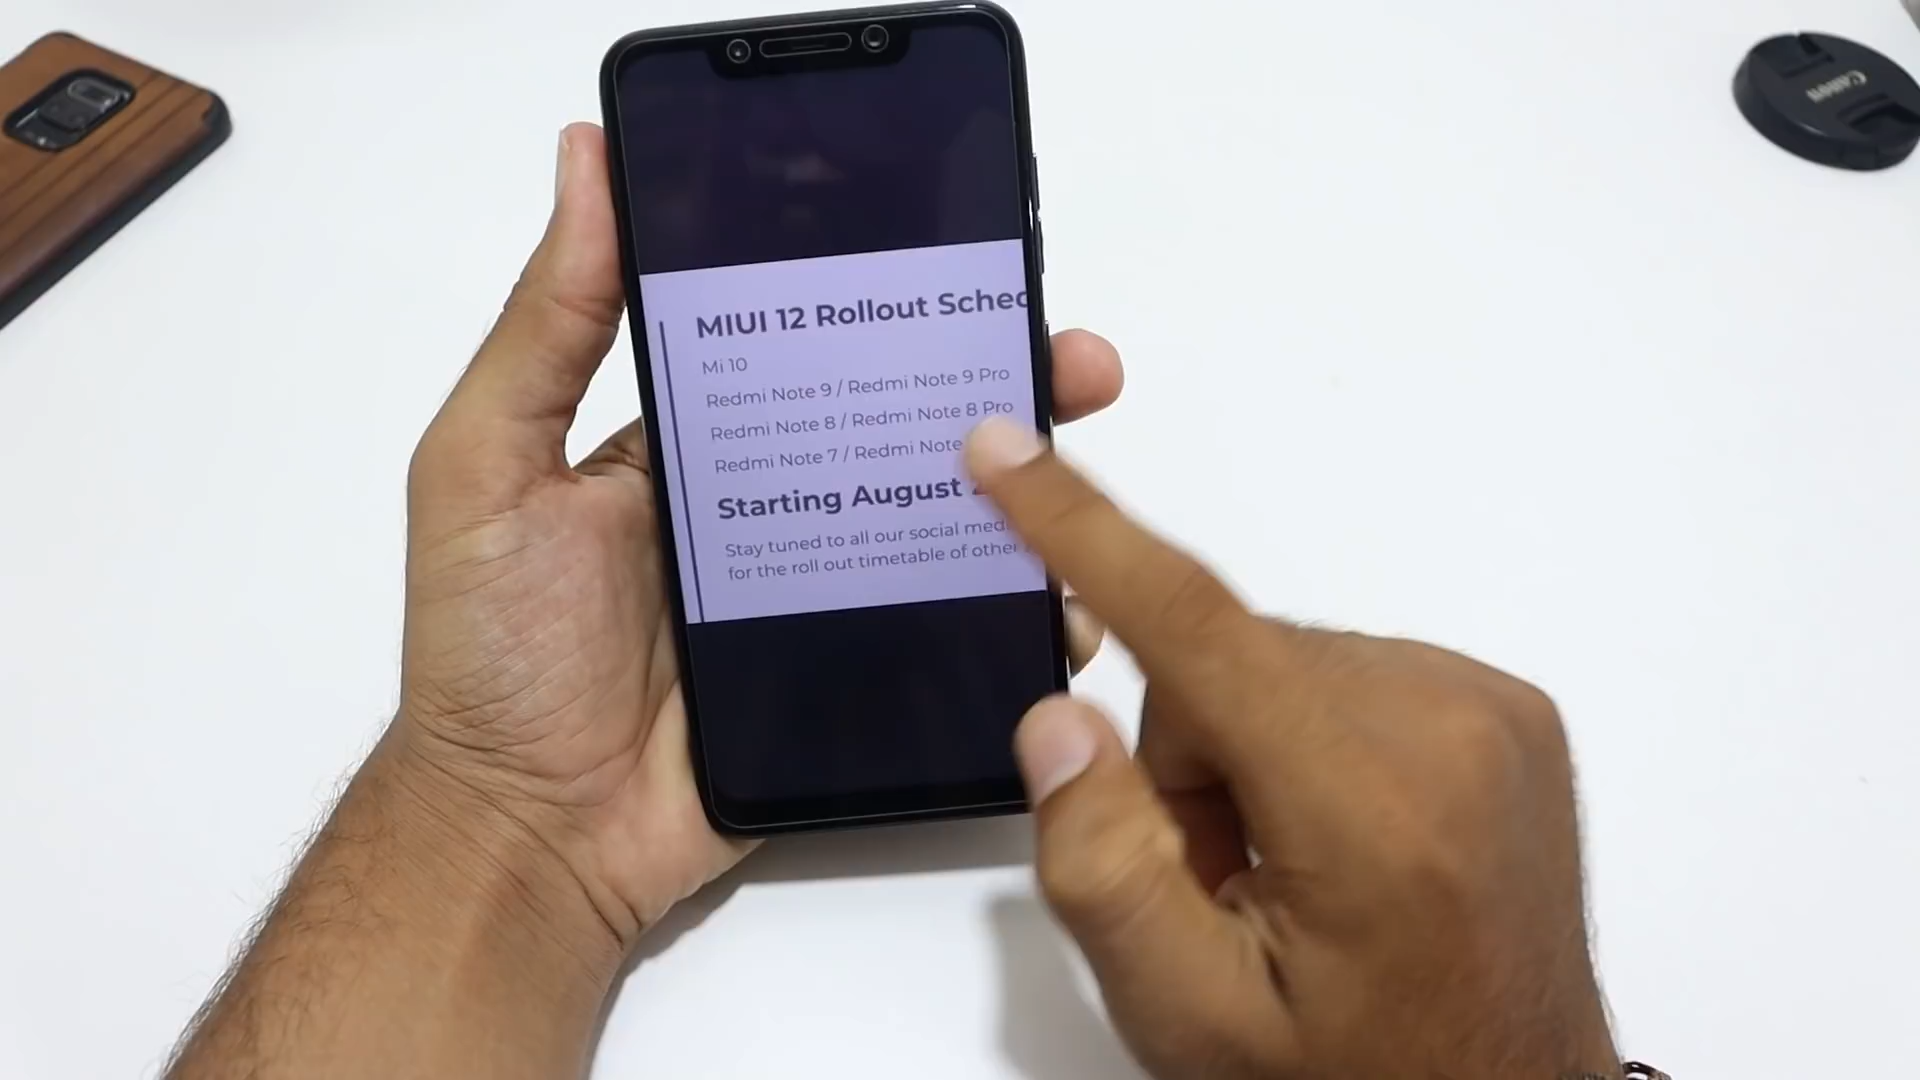 MIUI 12 Rollout Sched
Mi 10
Redmi Note 9 / Redmi Note 9 Pro
Redmi Note 8 / Redmi Note 8 Pro
Redmi Note 7 / Redmi Note
Starting August
Stay tuned to all our social med
for the roll out timetable of other
Canon